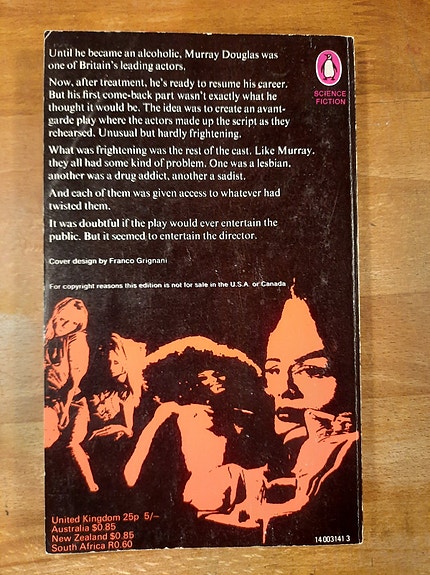 Until he became an alcoholic, Murray Douglas was
one of Britain's leading actors.
SCIENCE
FICTION
Now, after treatment, he's ready to resume his career.
But his first come-back part wasn't exactly what he
thought it would be. The idea was to create an avant-
garde play where the actors made up the script as they
rehearsed. Unusual but hardly frightening.
What was frightening was the rest of the cast. Like Murray,
they all had some kind of problem. One was a lesbian,
another was a drug addict, another a sadist.
And each of them was given access to whatever had
twisted them.
It was doubtful if the play would ever entertain the
public. But it seemed to entertain the director.
Cover design by Franco Grignani
For copyright reasons this edition is not for sale in the U.S.A. or Canada
United Kingdom 25p 5/–
Australia $0.85
New Zealand $0.85
South Africa R0.60
14 003141 3